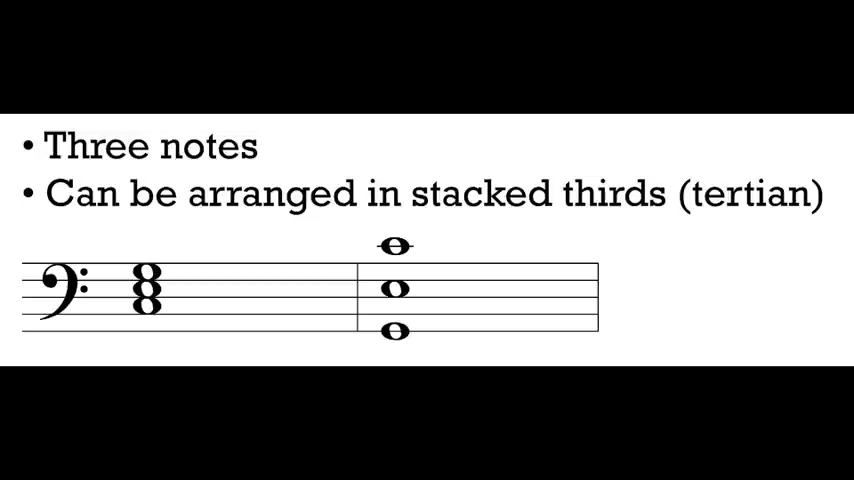 • Three notes
• Can be arranged in stacked thirds (tertian)